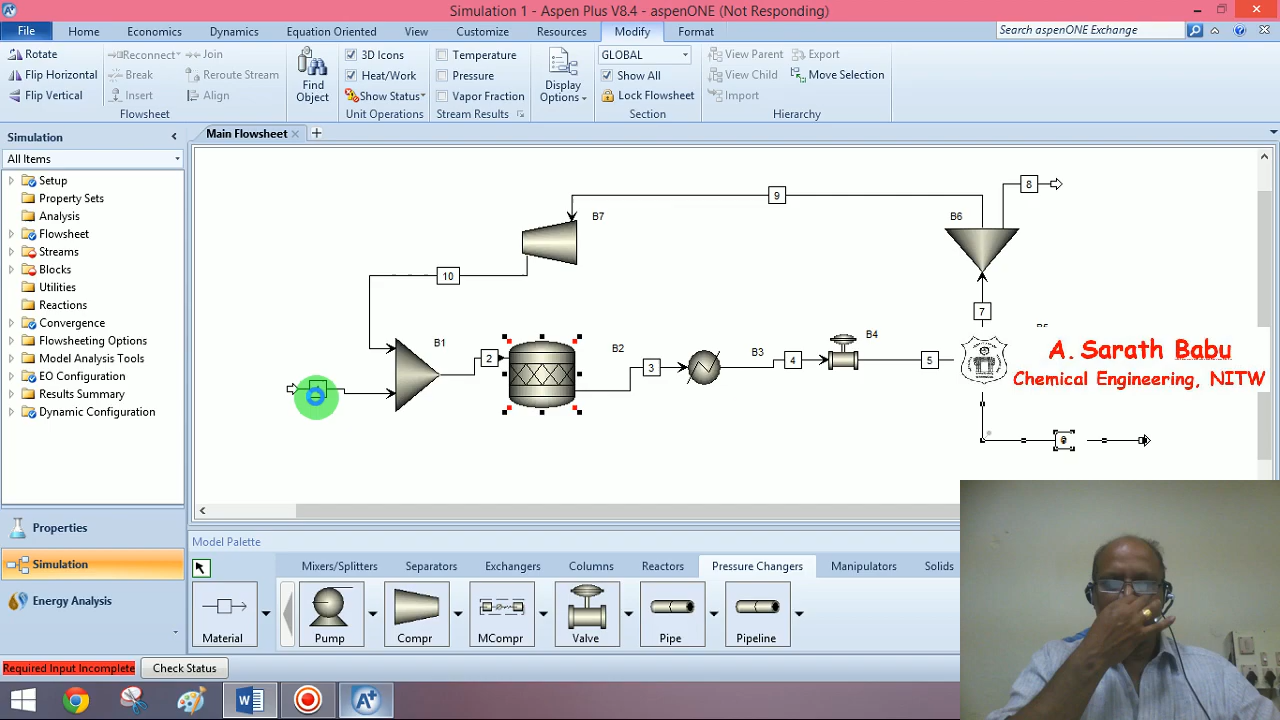 Simulation 1 - Aspen Plus V8.4 - aspenONE (Not Responding)
File Home Economics Dynamics Equation Oriented View Customize Resources Modify Format Search aspenONE Exchange
Rotate
Flip Horizontal
Flip Vertical
Reconnect
Break
Insert
Join
Reroute Stream
Align
Flowsheet
Find
Object
3D Icons
Heat/Work
Show Status
Unit Operations
Temperature
Pressure
Vapor Fraction
Stream Results
Display
Options
GLOBAL
Show All
Lock Flowsheet
Section
View Parent
View Child
Import
Export
Move Selection
Hierarchy
Simulation
All Items
Setup
Property Sets
Analysis
Flowsheet
Streams
Blocks
Utilities
Reactions
Convergence
Flowsheeting Options
Model Analysis Tools
EO Configuration
Results Summary
Dynamic Configuration
Properties
Simulation
Energy Analysis
Main Flowsheet
8
9
B7
B6
10
7
B1
2
B2
3
B3
4
B4
5
A. Sarath Babu
Chemical Engineering, NITW
Model Palette
Mixers/Splitters Separators Exchangers Columns Reactors Pressure Changers Manipulators Solids
Material Pump Compr MCompr Valve Pipe Pipeline
Required Input Incomplete Check Status